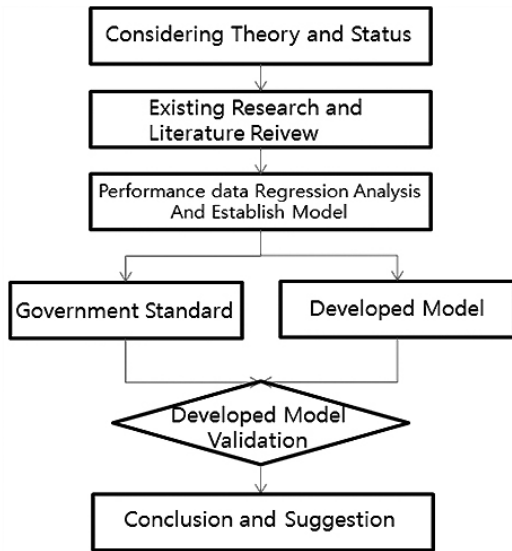 Considering Theory and Status
Existing Research and
Literature Reivew
Performance data Regression Analysis
And Establish Model
Government Standard
Developed Model
Developed Model
Validation
Conclusion and Suggestion